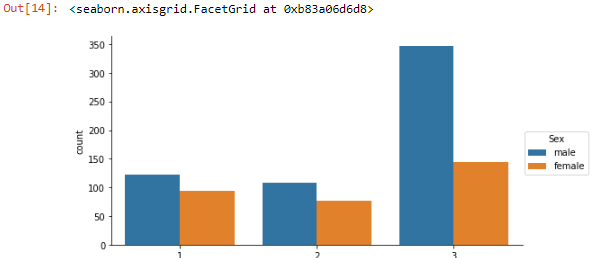 Out[14]: <seaborn.axisgrid.FacetGrid at 0xb83a06d6d8>
350
300
250
200
150
100
50
0
count
1 2 3
Sex
male
female